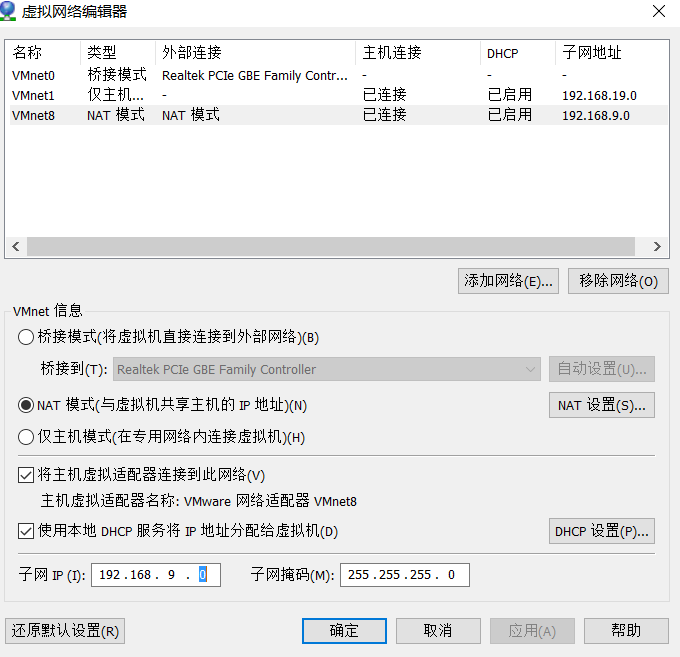 虚拟网络编辑器
名称 类型 外部连接 主机连接 DHCP 子网地址
VMnet0 桥接模式 Realtek PCIe GBE Family Contr... - - -
VMnet1 仅主机... - 已连接 已启用 192.168.19.0
VMnet8 NAT 模式 NAT 模式 已连接 已启用 192.168.9.0
添加网络(E)... 移除网络(O)
VMnet 信息
桥接模式(将虚拟机直接连接到外部网络)(B)
桥接到(T): Realtek PCIe GBE Family Controller 自动设置(U)...
NAT 模式(与虚拟机共享主机的 IP 地址)(N) NAT 设置(S)...
仅主机模式(在专用网络内连接虚拟机)(H)
将主机虚拟适配器连接到此网络(V)
主机虚拟适配器名称: VMware 网络适配器 VMnet8
使用本地 DHCP 服务将 IP 地址分配给虚拟机(D) DHCP 设置(P)...
子网 IP (I): 192 .168 . 9 . 0 子网掩码(M): 255 .255 .255 . 0
还原默认设置(R) 确定 取消 应用(A) 帮助